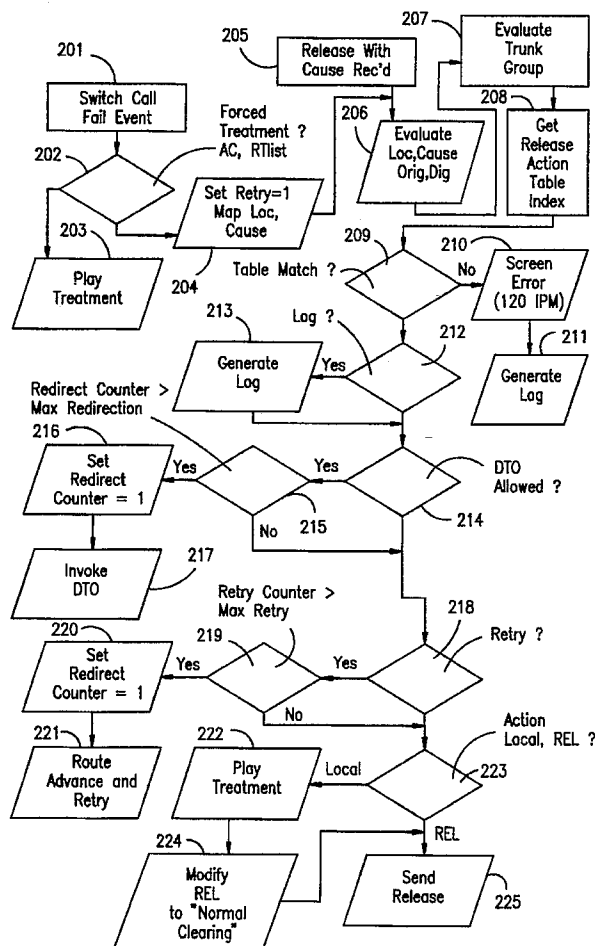 201
Switch Call
Fail Event
202
Forced
Treatment ?
AC, RTlist
203
Play
Treatment
Set Retry=1
Map Loc,
Cause
204
205
Release With
Cause Rec'd
206
Evaluate
Loc,Cause
Orig,Dig
207
Evaluate
Trunk
Group
208
Get
Release
Action
Table
Index
209
Table Match ?
No
210
Screen
Error
(120 IPM)
211
Generate
Log
Log ?
212
213
Yes
Generate
Log
Redirect Counter >
Max Redirection
DTO
Allowed ?
214
Yes
215
No
Yes
216
Set
Redirect
Counter = 1
217
Invoke
DTO
218
Retry ?
Yes
Retry Counter >
Max Retry
219
No
Yes
220
Set
Redirect
Counter = 1
221
Route
Advance and
Retry
Action
Local, REL ?
223
Local
222
Play
Treatment
224
Modify
REL
to "Normal
Clearing"
REL
Send
Release
225